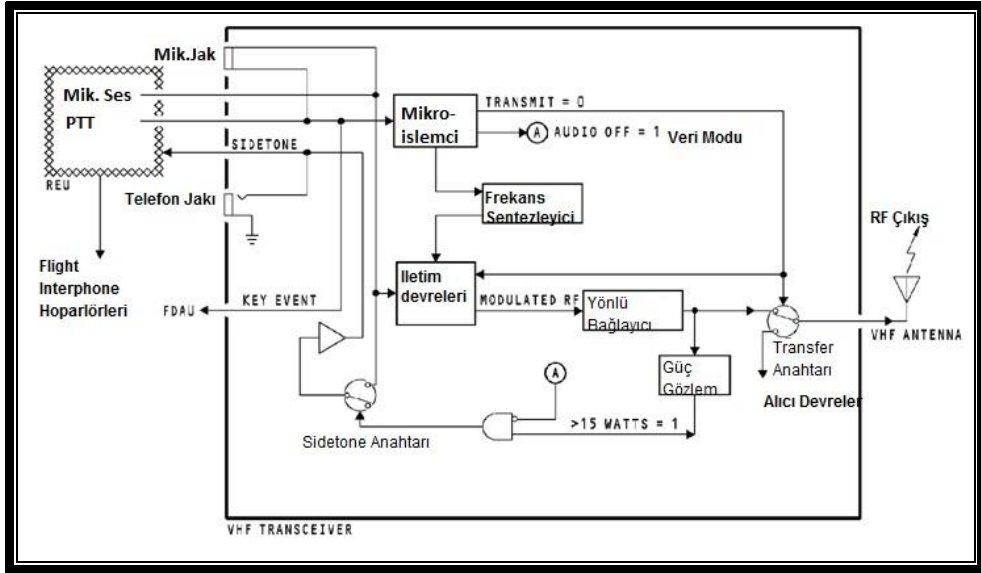 Mik.Jak
Mik. Ses
PTT
SIDETONE
REU
Telefon Jakı
Flight
Interphone
Hoparlörleri
FDAU
KEY EVENT
Mikro-
islemci
TRANSMIT = 0
A
AUDIO OFF = 1
Veri Modu
Frekans
Sentezleyici
Iletim
devreleri
MODULATED RF
Yönlü
Bağlayıcı
RF Çıkış
VHF ANTENNA
Transfer
Anahtarı
Alıcı Devreler
Güç
Gözlem
A
>15 WATTS = 1
Sidetone Anahtarı
VHF TRANSCEIVER